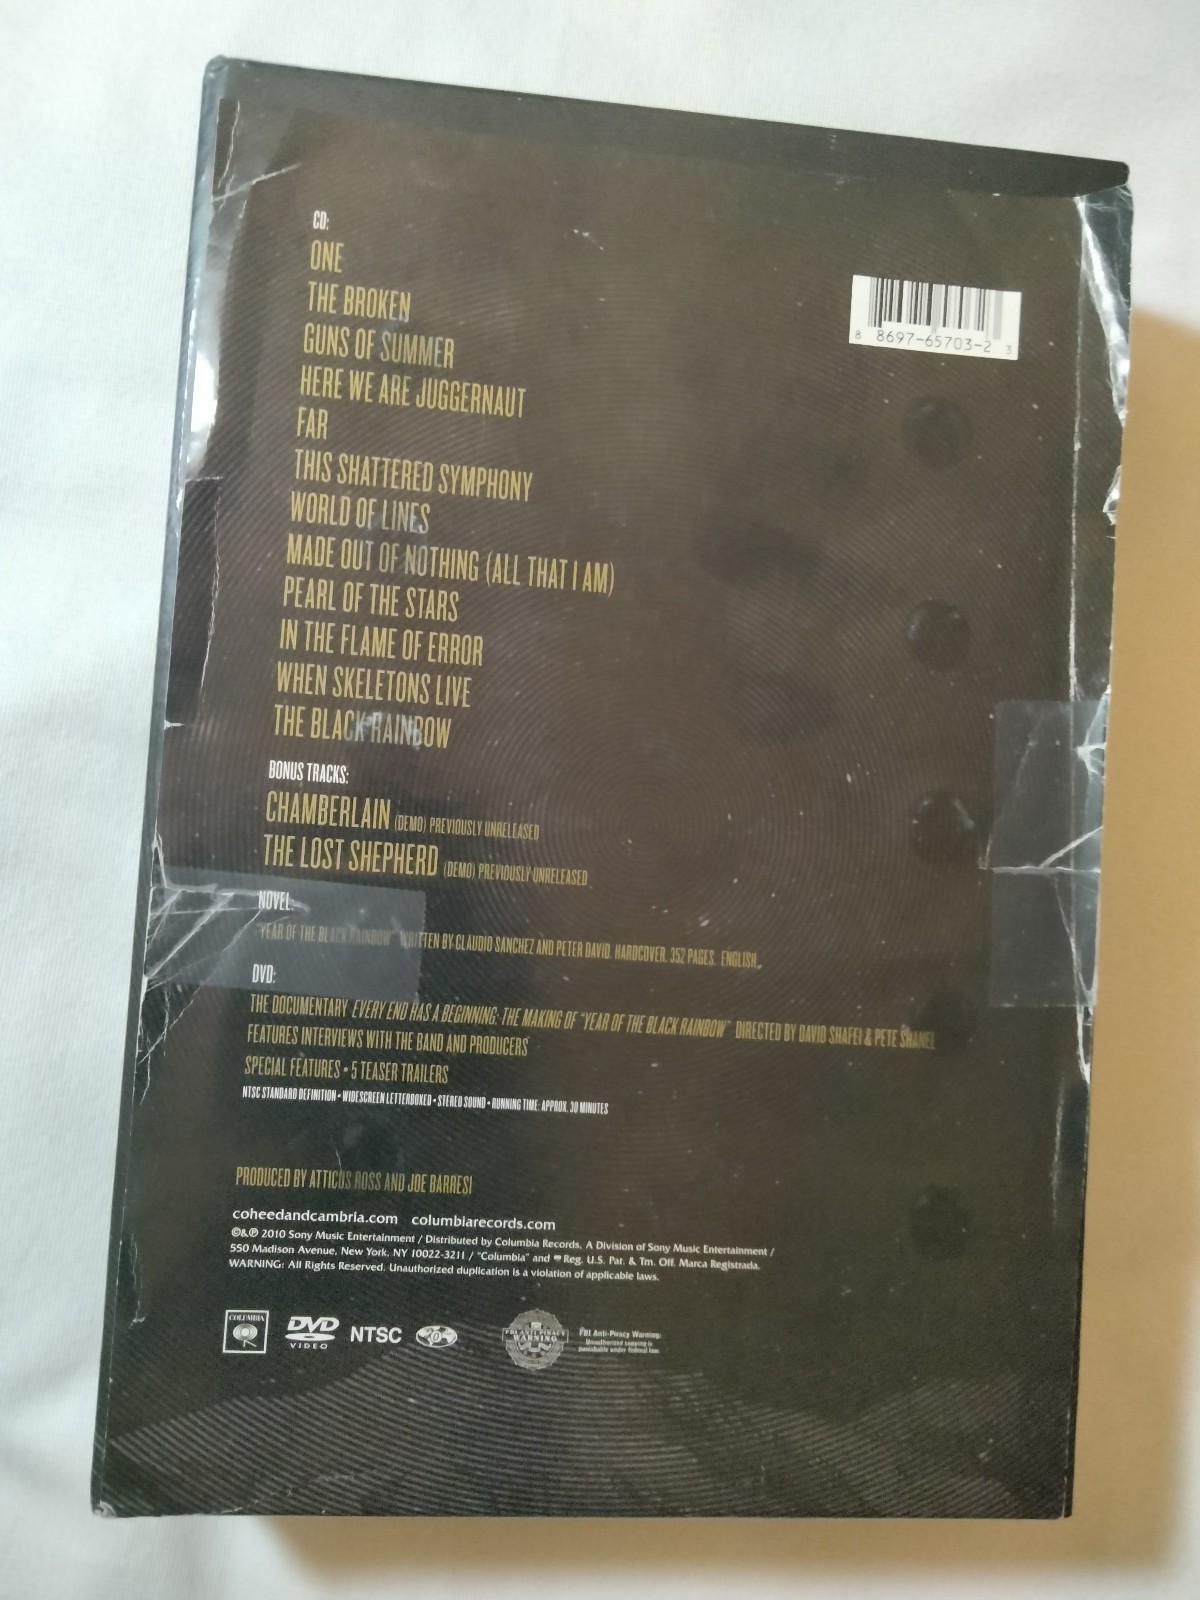 CD:
ONE
THE BROKEN
GUNS OF SUMMER
HERE WE ARE JUGGERNAUT
FAR
THIS SHATTERED SYMPHONY
WORLD OF LINES
MADE OUT OF NOTHING (ALL THAT I AM)
PEARL OF THE STARS
IN THE FLAME OF ERROR
WHEN SKELETONS LIVE
THE BLACK RAINBOW
BONUS TRACKS:
CHAMBERLAIN (DEMO) PREVIOUSLY UNRELEASED
THE LOST SHEPHERD (DEMO) PREVIOUSLY UNRELEASED
NOVEL:
"YEAR OF THE BLACK RAINBOW" WRITTEN BY CLAUDIO SANCHEZ AND PETER DAVID. HARDCOVER. 352 PAGES. ENGLISH.
DVD:
THE DOCUMENTARY EVERY END HAS A BEGINNING: THE MAKING OF "YEAR OF THE BLACK RAINBOW" DIRECTED BY DAVID SHAFEI & PETE SHANEL
FEATURES INTERVIEWS WITH THE BAND AND PRODUCERS
SPECIAL FEATURES • 5 TEASER TRAILERS
NTSC STANDARD DEFINITION • WIDESCREEN LETTERBOXED • STEREO SOUND • RUNNING TIME: APPROX. 30 MINUTES
PRODUCED BY ATTICUS ROSS AND JOE BARRESI
coheedandcambria.com columbiarecords.com
©&℗ 2010 Sony Music Entertainment / Distributed by Columbia Records, A Division of Sony Music Entertainment /
550 Madison Avenue, New York, NY 10022-3211 / "Columbia" and Reg. U.S. Pat. & Tm. Off. Marca Registrada.
WARNING: All Rights Reserved. Unauthorized duplication is a violation of applicable laws.
COLUMBIA
DVD VIDEO
NTSC
FBI ANTI-PIRACY WARNING
FBI Anti-Piracy Warning:
Unauthorized copying is
punishable under federal law.
8 8697-65703-2 3